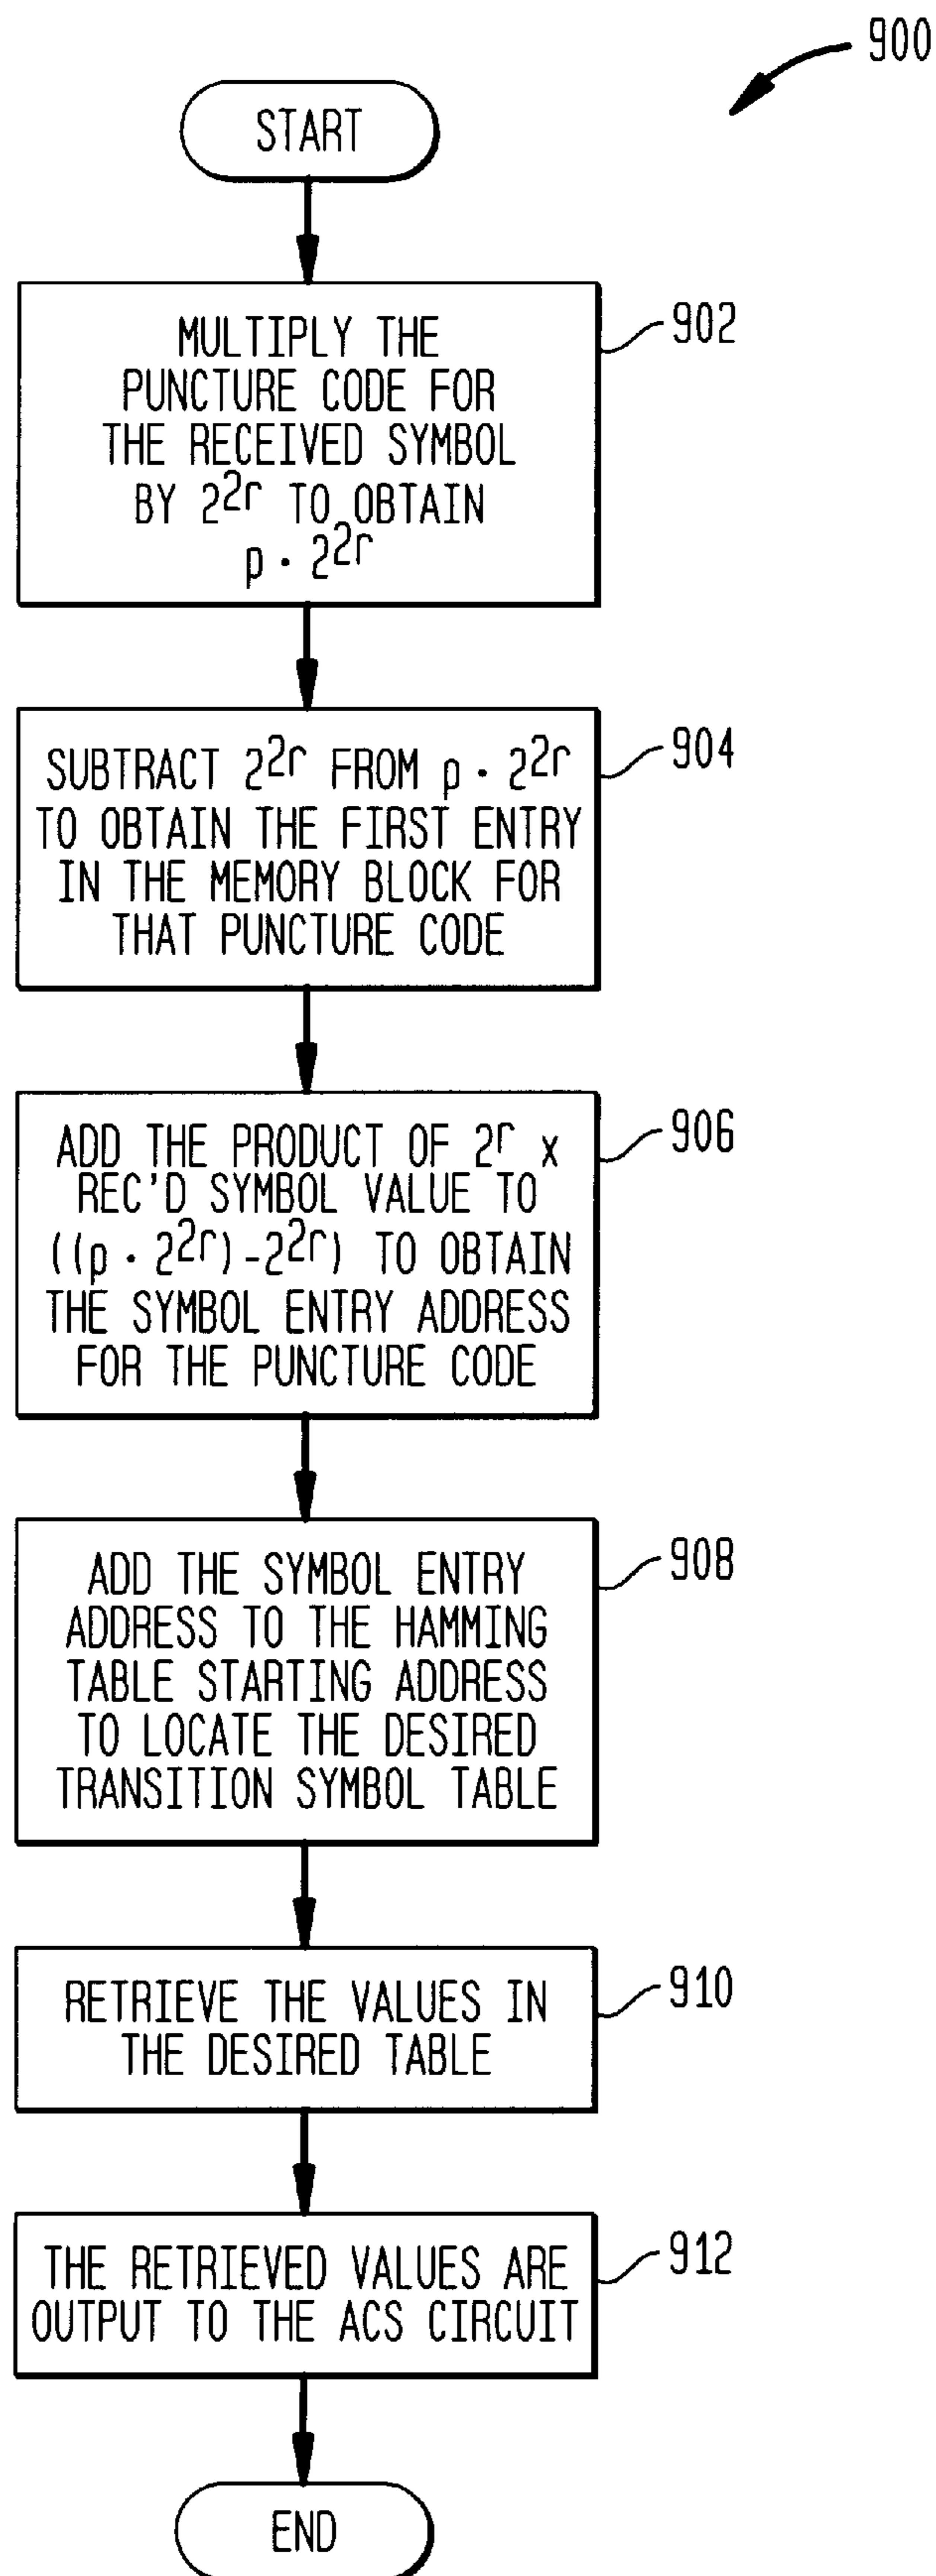 900
START
902
MULTIPLY THE
PUNCTURE CODE FOR
THE RECEIVED SYMBOL
BY 2^2r TO OBTAIN
p · 2^2r
904
SUBTRACT 2^2r FROM p · 2^2r
TO OBTAIN THE FIRST ENTRY
IN THE MEMORY BLOCK FOR
THAT PUNCTURE CODE
906
ADD THE PRODUCT OF 2^r x
REC'D SYMBOL VALUE TO
((p · 2^2r)-2^2r) TO OBTAIN
THE SYMBOL ENTRY ADDRESS
FOR THE PUNCTURE CODE
908
ADD THE SYMBOL ENTRY
ADDRESS TO THE HAMMING
TABLE STARTING ADDRESS
TO LOCATE THE DESIRED
TRANSITION SYMBOL TABLE
910
RETRIEVE THE VALUES IN
THE DESIRED TABLE
912
THE RETRIEVED VALUES ARE
OUTPUT TO THE ACS CIRCUIT
END